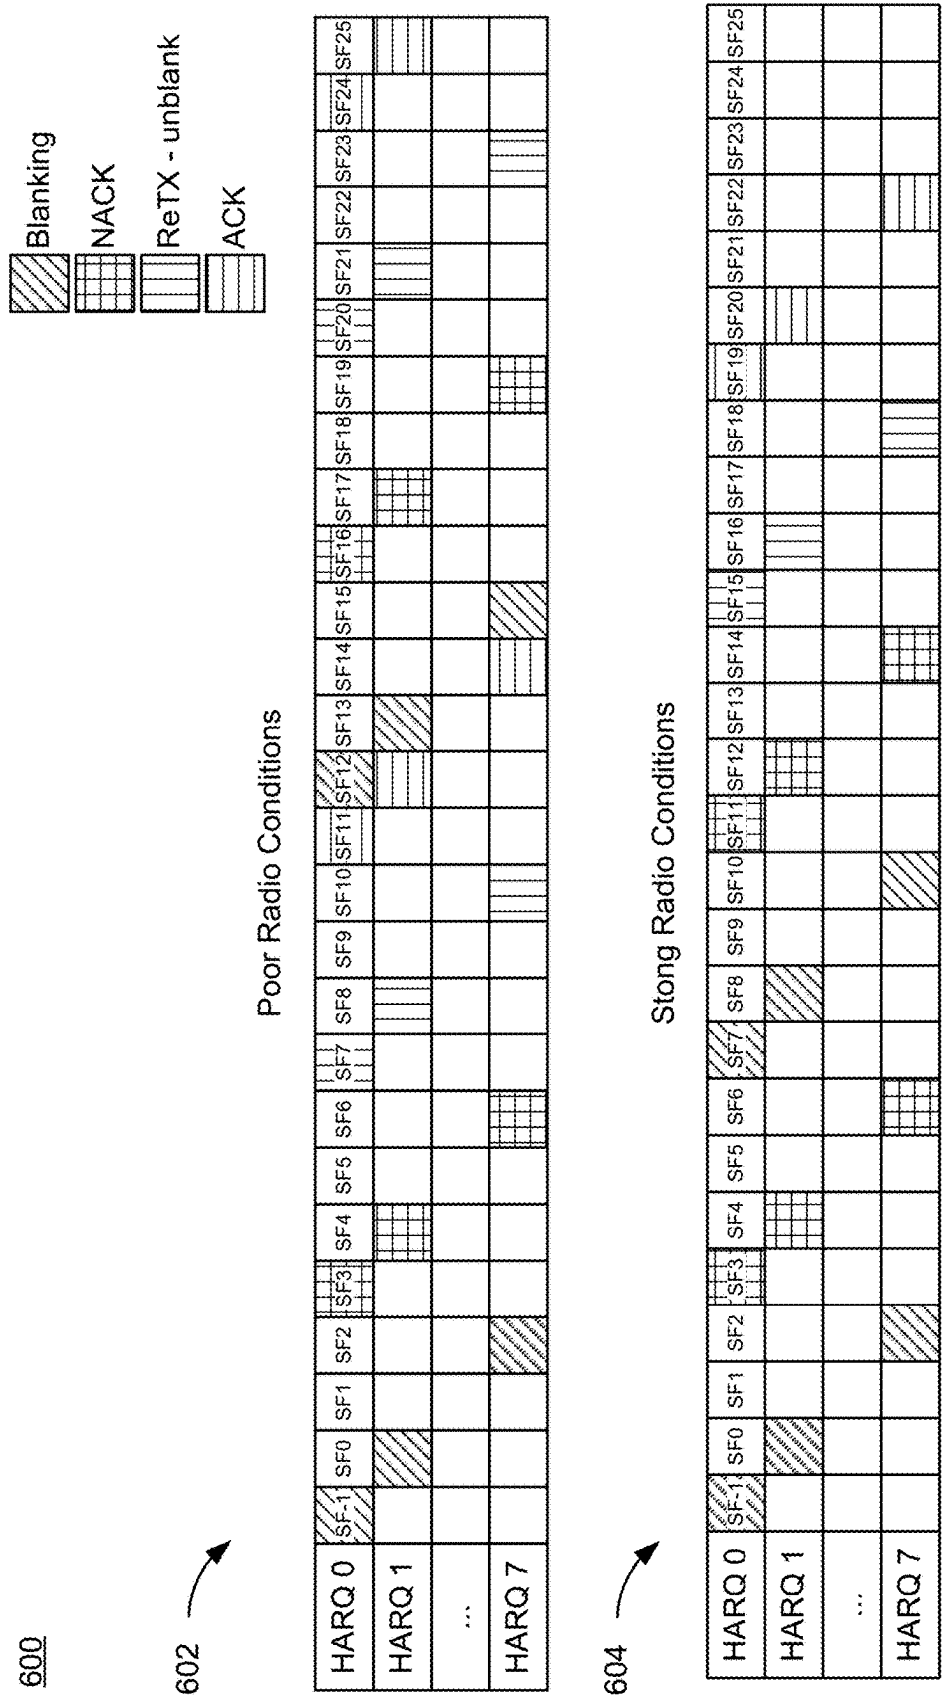 600
Blanking
NACK
ReTX - unblank
ACK
602
Poor Radio Conditions
HARQ 0 SF-1 SF0 SF1 SF2 SF3 SF4 SF5 SF6 SF7 SF8 SF9 SF10 SF11 SF12 SF13 SF14 SF15 SF16 SF17 SF18 SF19 SF20 SF21 SF22 SF23 SF24 SF25
HARQ 1
...
HARQ 7
604
Stong Radio Conditions
HARQ 0 SF-1 SF0 SF1 SF2 SF3 SF4 SF5 SF6 SF7 SF8 SF9 SF10 SF11 SF12 SF13 SF14 SF15 SF16 SF17 SF18 SF19 SF20 SF21 SF22 SF23 SF24 SF25
HARQ 1
...
HARQ 7